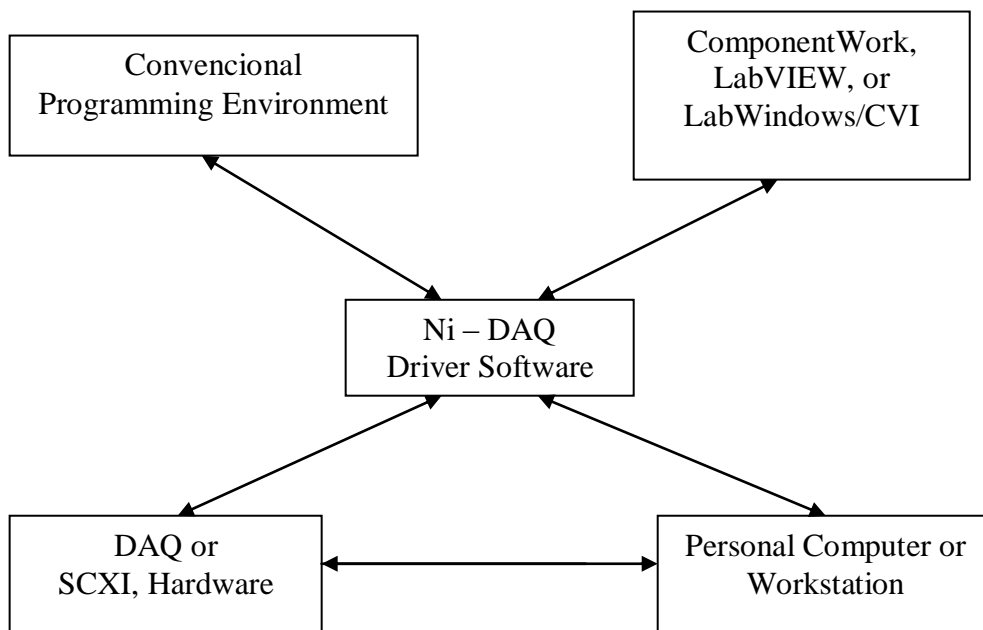 Convencional
Programming Environment
ComponentWork,
LabVIEW, or
LabWindows/CVI
Ni – DAQ
Driver Software
DAQ or
SCXI, Hardware
Personal Computer or
Workstation